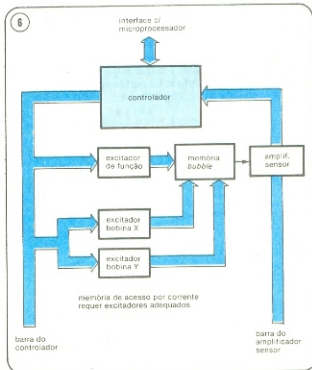 6
interface c/
microprocessador
controlador
excitador
de função
memória
bubble
amplif.
sensor
excitador
bobina X
excitador
bobina Y
memória de acesso por corrente
requer excitadores adequados
barra do
controlador
barra do
amplificador
sensor